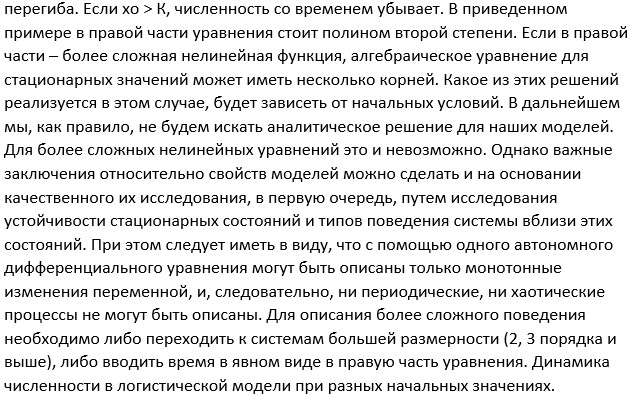 перегиба. Если хо > К, численность со временем убывает. В приведенном
примере в правой части уравнения стоит полином второй степени. Если в правой
части – более сложная нелинейная функция, алгебраическое уравнение для
стационарных значений может иметь несколько корней. Какое из этих решений
реализуется в этом случае, будет зависеть от начальных условий. В дальнейшем
мы, как правило, не будем искать аналитическое решение для наших моделей.
Для более сложных нелинейных уравнений это и невозможно. Однако важные
заключения относительно свойств моделей можно сделать и на основании
качественного их исследования, в первую очередь, путем исследования
устойчивости стационарных состояний и типов поведения системы вблизи этих
состояний. При этом следует иметь в виду, что с помощью одного автономного
дифференциального уравнения могут быть описаны только монотонные
изменения переменной, и, следовательно, ни периодические, ни хаотические
процессы не могут быть описаны. Для описания более сложного поведения
необходимо либо переходить к системам большей размерности (2, 3 порядка и
выше), либо вводить время в явном виде в правую часть уравнения. Динамика
численности в логистической модели при разных начальных значениях.